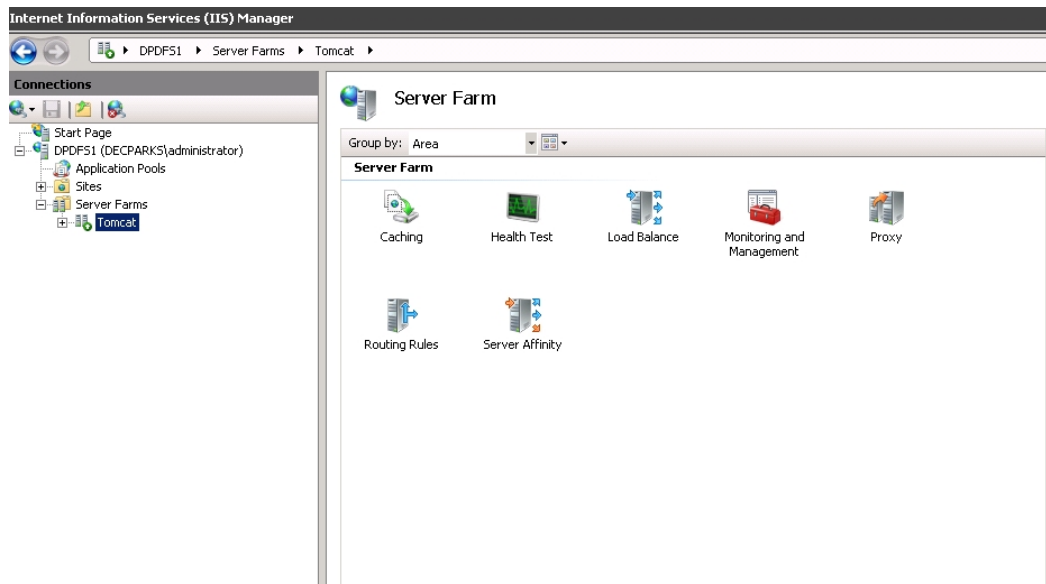 Internet Information Services (IIS) Manager
DPDFS1 Server Farms Tomcat
Connections
Start Page
DPDFS1 (DECPARKS\administrator)
Application Pools
Sites
Server Farms
Tomcat
Server Farm
Group by: Area
Server Farm
Caching
Health Test
Load Balance
Monitoring and
Management
Proxy
Routing Rules
Server Affinity